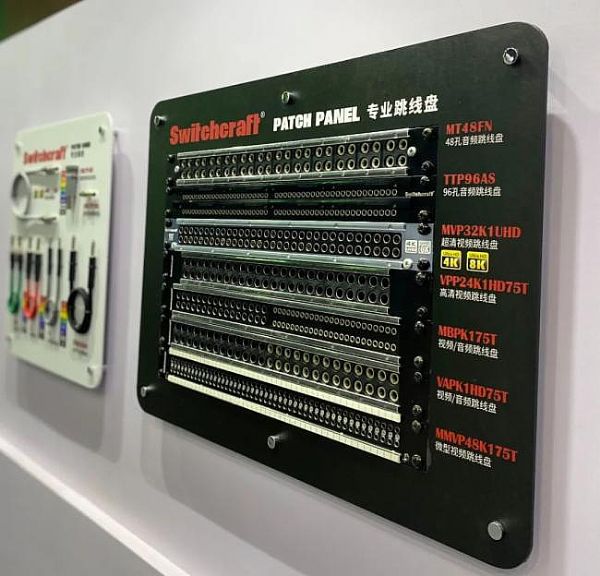 Switchcraft® PATCH PANEL 专业跳线盘
MT48FN
48孔音频跳线盘
TTP96AS
96孔音频跳线盘
Switchcraft
MVP32K1UHD
超清视频跳线盘
4K
8K
VPP24K1HD75T
高清视频跳线盘
MBPK175T
视频/音频跳线盘
VAPK1HD75T
视频/音频跳线盘
MMVP48K175T
微型视频跳线盘
Switchcraft®